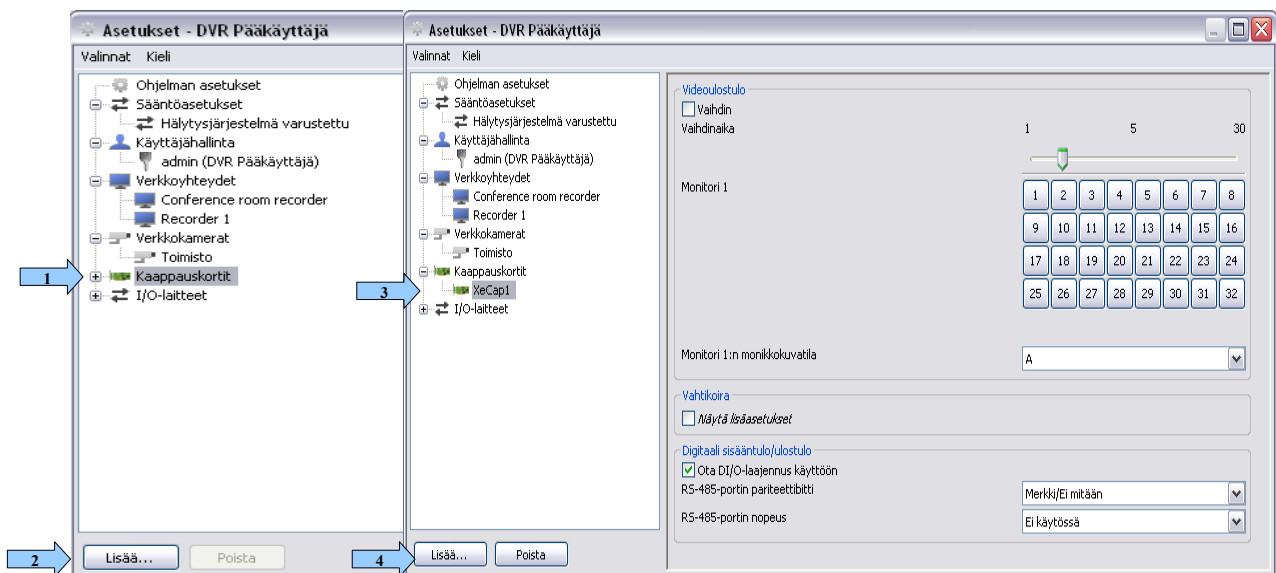 Asetukset - DVR Pääkäyttäjä
Valinnat Kieli
Ohjelman asetukset
Sääntöasetukset
Hälytysjärjestelmä varustettu
Käyttäjähallinta
admin (DVR Pääkäyttäjä)
Verkkoyhteydet
Conference room recorder
Recorder 1
Verkkokamerat
Toimisto
1
Kaappauskortit
I/O-laitteet
2
Lisää...
Poista
Asetukset - DVR Pääkäyttäjä
Valinnat Kieli
Ohjelman asetukset
Sääntöasetukset
Hälytysjärjestelmä varustettu
Käyttäjähallinta
admin (DVR Pääkäyttäjä)
Verkkoyhteydet
Conference room recorder
Recorder 1
Verkkokamerat
Toimisto
Kaappauskortit
3
XeCap1
I/O-laitteet
4
Lisää...
Poista
Videoulostulo
Vaihdin
Vaihdinaika 1 5 30
Monitori 1
1 2 3 4 5 6 7 8
9 10 11 12 13 14 15 16
17 18 19 20 21 22 23 24
25 26 27 28 29 30 31 32
Monitori 1:n monikkokuvatila A
Vahtikoira
Näytä lisäasetukset
Digitaali sisääntulo/ulostulo
Ota DI/O-laajennus käyttöön
RS-485-portin pariteettibitti Merkki/Ei mitään
RS-485-portin nopeus Ei käytössä